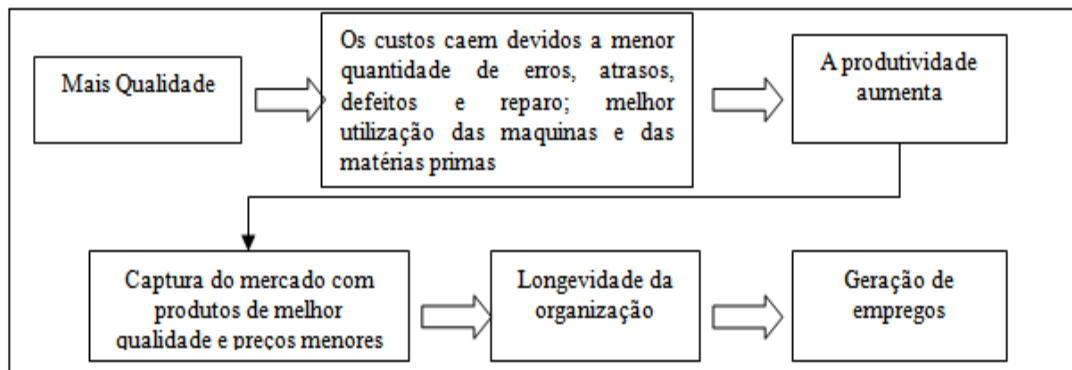 Mais Qualidade
Os custos caem devidos a menor
quantidade de erros, atrasos,
defeitos e reparo; melhor
utilização das maquinas e das
matérias primas
A produtividade
aumenta
Captura do mercado com
produtos de melhor
qualidade e preços menores
Longevidade da
organização
Geração de
empregos